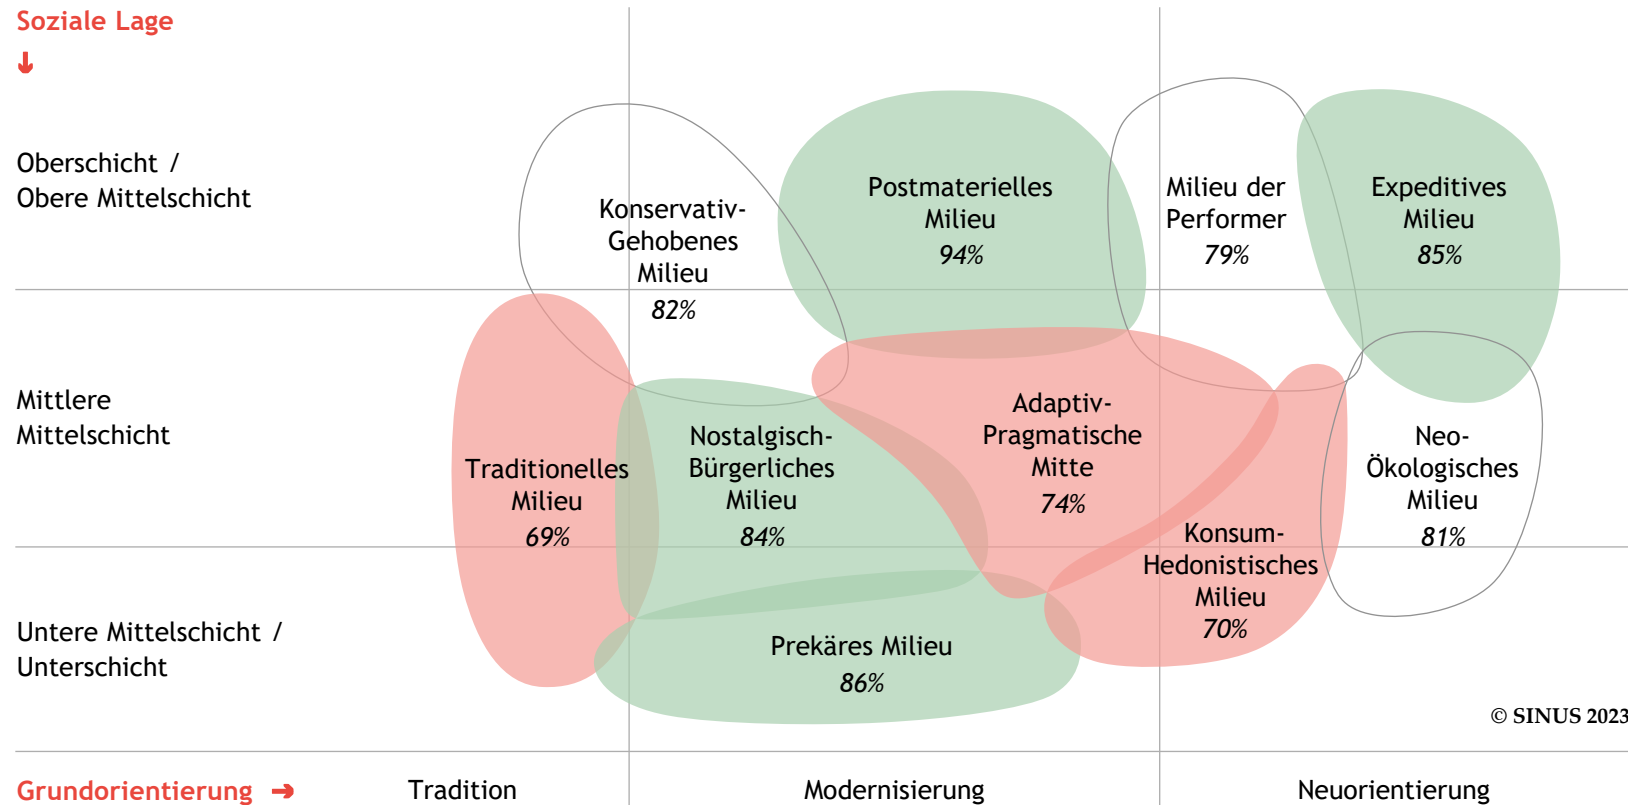 Soziale Lage
Oberschicht /
Obere Mittelschicht
Konservativ-
Gehobenes
Milieu
82%
Postmaterielles
Milieu
94%
Milieu der
Performer
79%
Expeditives
Milieu
85%
Mittlere
Mittelschicht
Traditionelles
Milieu
69%
Nostalgisch-
Bürgerliches
Milieu
84%
Adaptiv-
Pragmatische
Mitte
74%
Konsum-
Hedonistisches
Milieu
70%
Neo-
Ökologisches
Milieu
81%
Untere Mittelschicht /
Unterschicht
Prekäres Milieu
86%
© SINUS 2023
Grundorientierung ➔
Tradition
Modernisierung
Neuorientierung